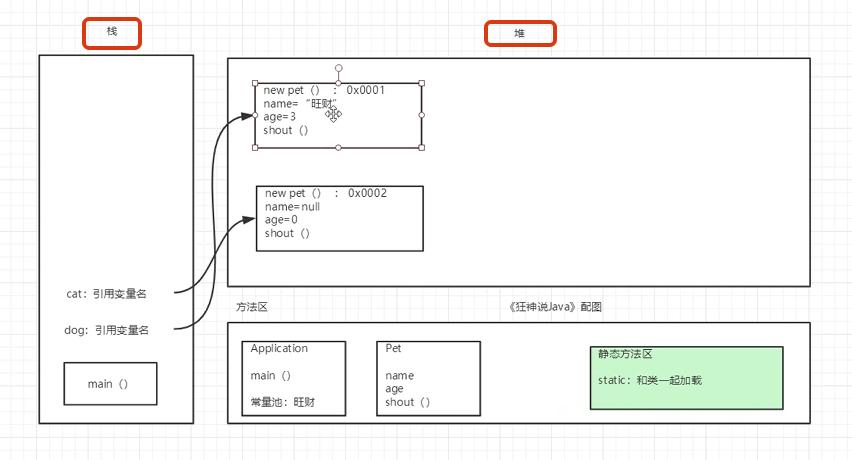 栈
堆
new pet（） ： 0x0001
name= “旺财”
age=3
shout（）
new pet（） ： 0x0002
name=null
age=0
shout（）
cat：引用变量名
dog：引用变量名
main（）
方法区
《狂神说Java》配图
Application
main（）
常量池：旺财
Pet
name
age
shout（）
静态方法区
static：和类一起加载